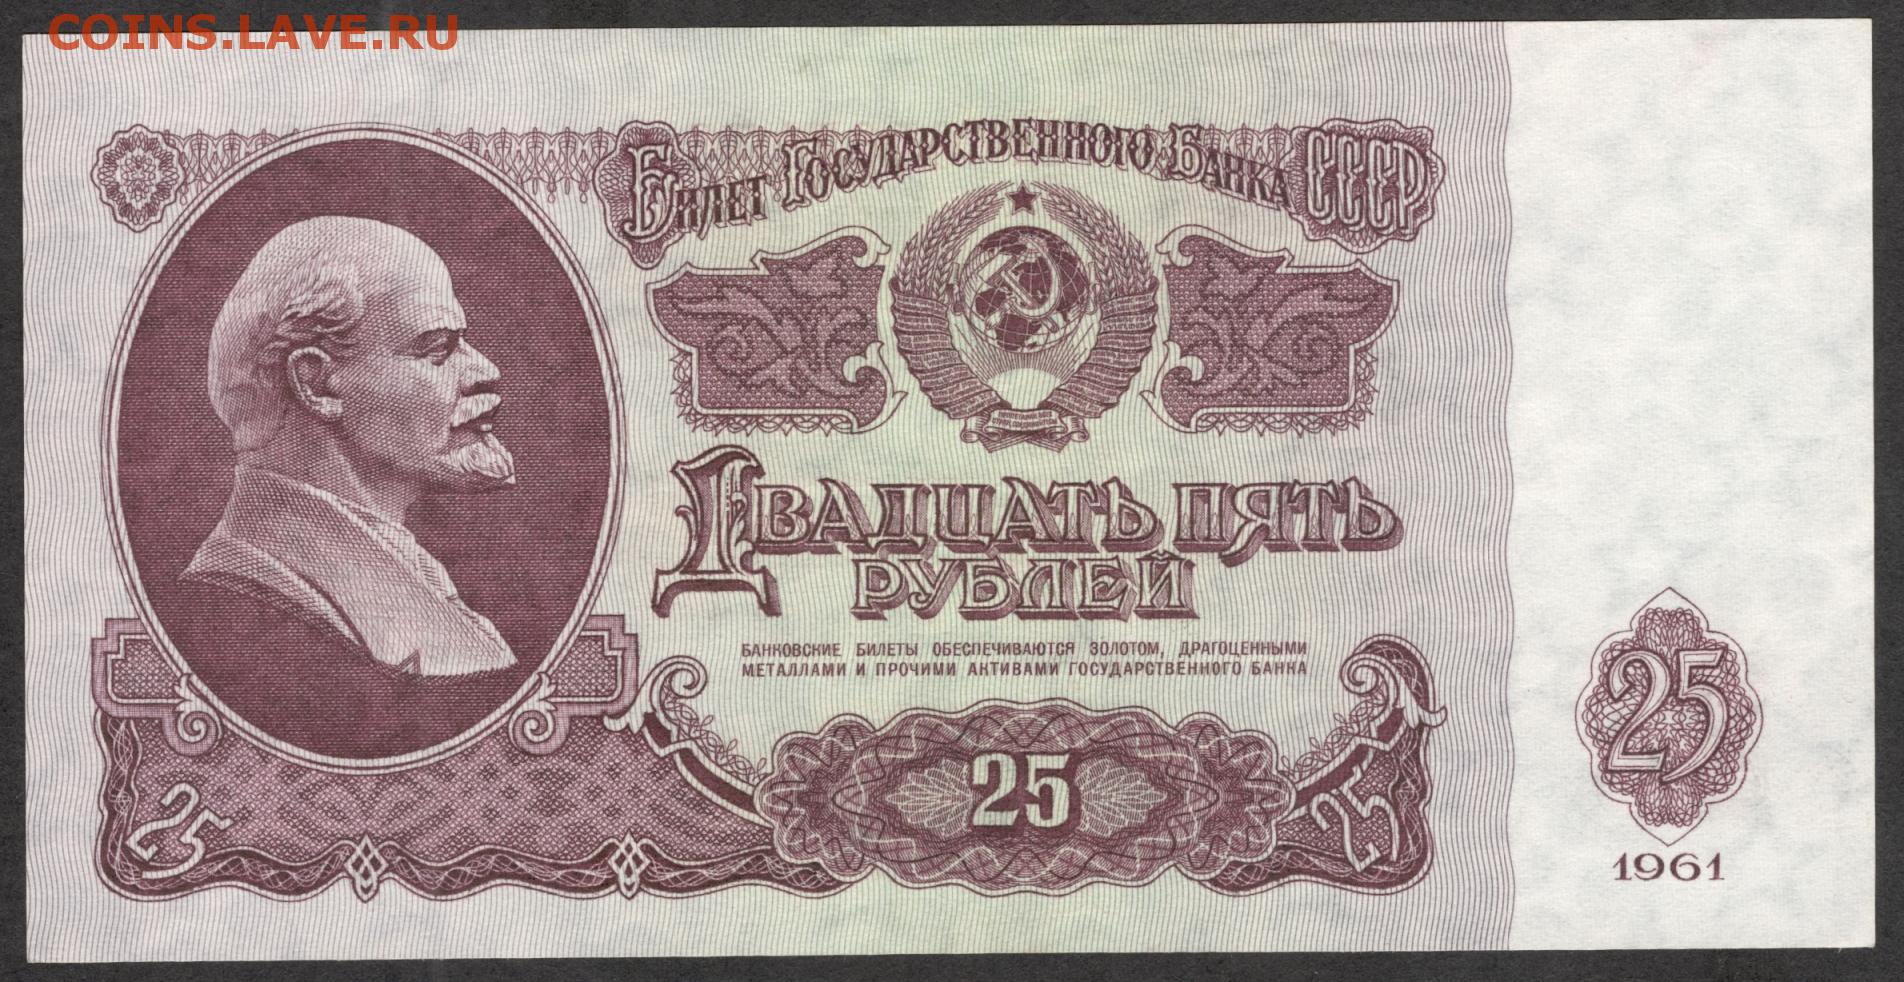 COINS.LAVE.RU
Билет Государственного Банка СССР
Двадцать пять
рублей
БАНКОВСКИЕ БИЛЕТЫ ОБЕСПЕЧИВАЮТСЯ ЗОЛОТОМ, ДРАГОЦЕННЫМИ
МЕТАЛЛАМИ И ПРОЧИМИ АКТИВАМИ ГОСУДАРСТВЕННОГО БАНКА
25
25
25
25
1961